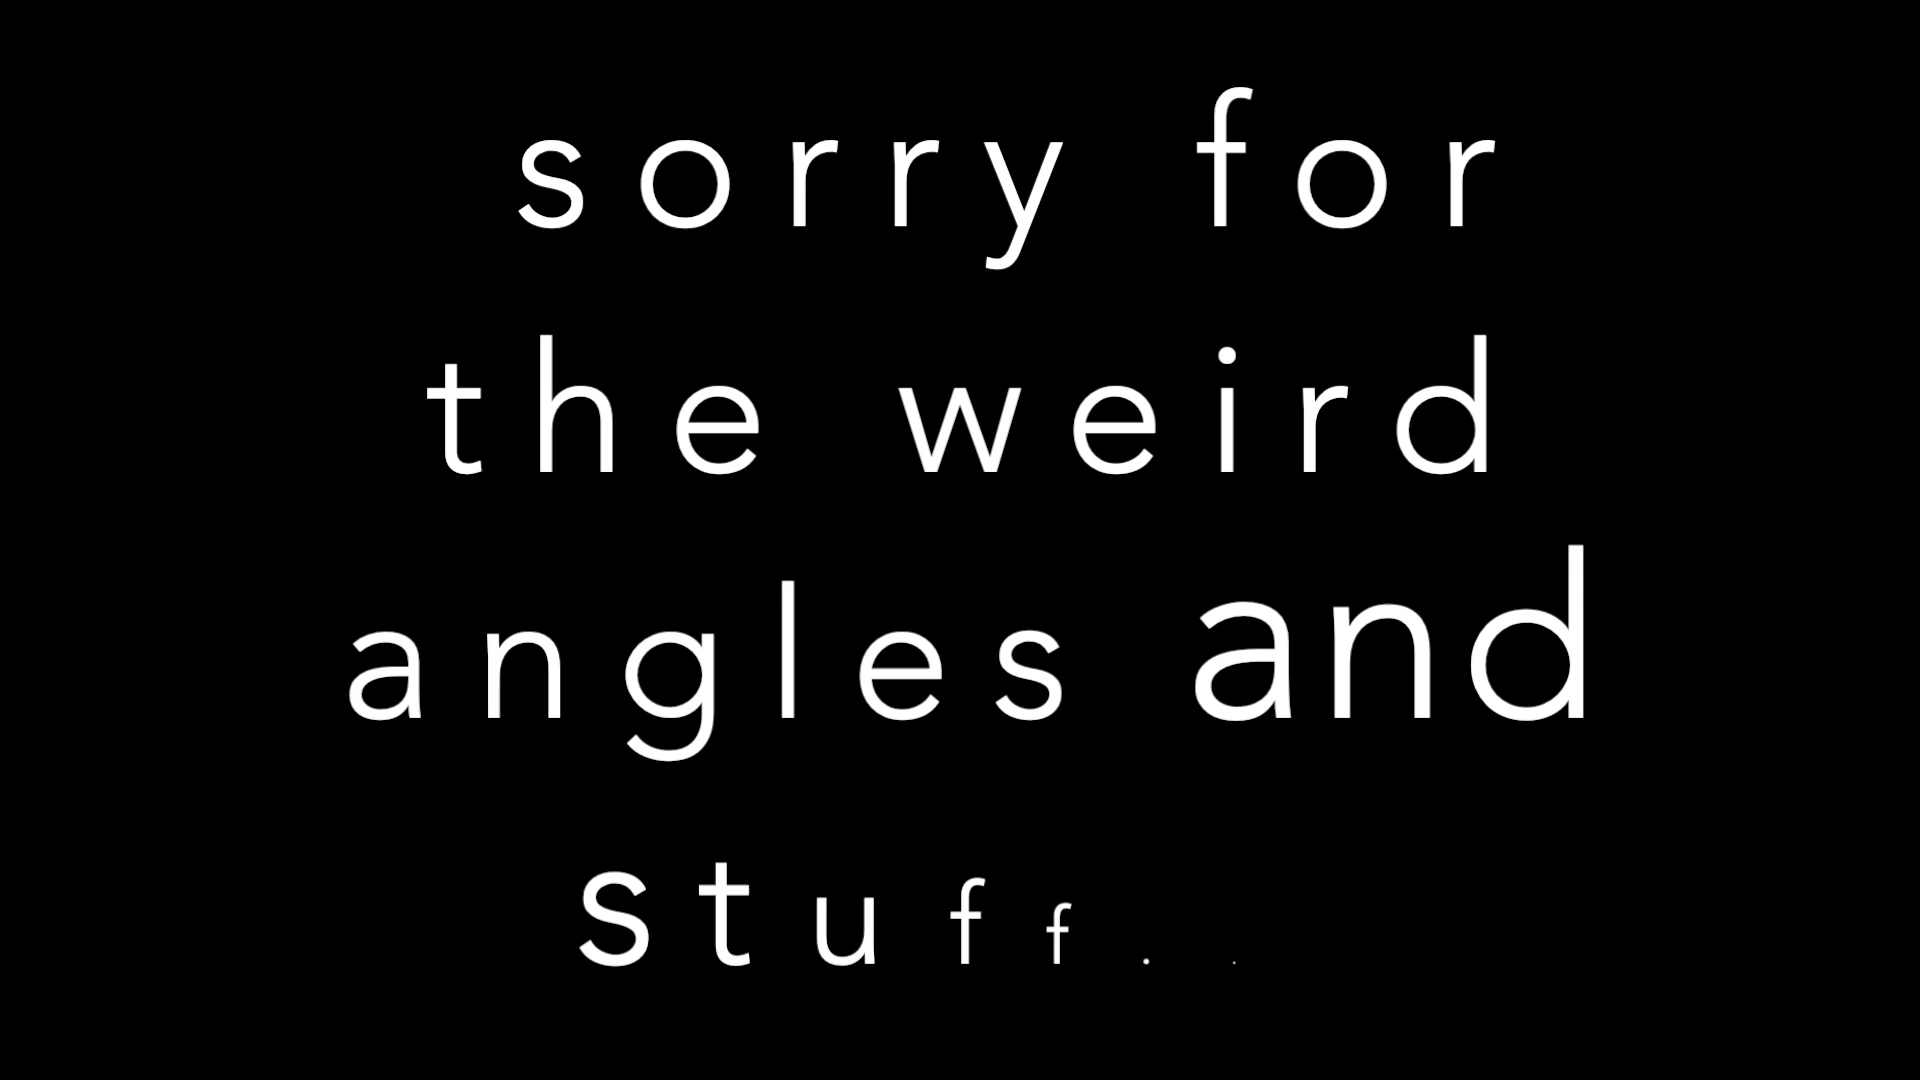 sorry for
the weird
angles and
stuff..